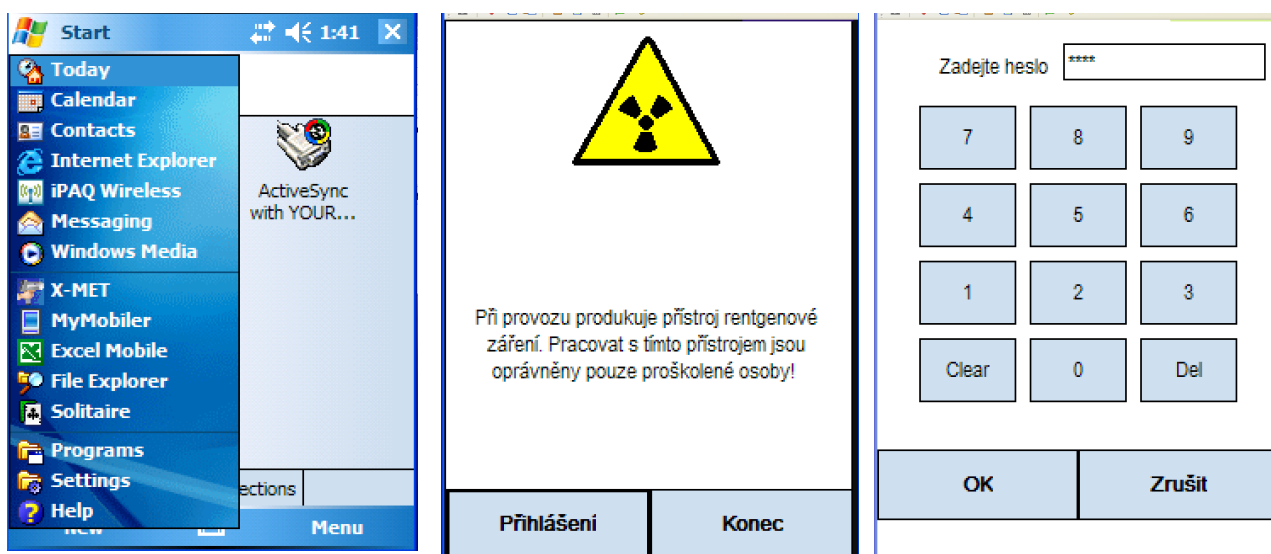 Start 1:41
Today
Calendar
Contacts
Internet Explorer
iPAQ Wireless
Messaging
Windows Media
X-MET
MyMobiler
Excel Mobile
File Explorer
Solitaire
Programs
Settings
Help
ActiveSync
with YOUR...
ections
New Menu
Při provozu produkuje přístroj rentgenové
záření. Pracovat s tímto přístrojem jsou
oprávněny pouze proškolené osoby!
Přihlášení Konec
Zadejte heslo ****
7 8 9
4 5 6
1 2 3
Clear 0 Del
OK Zrušit